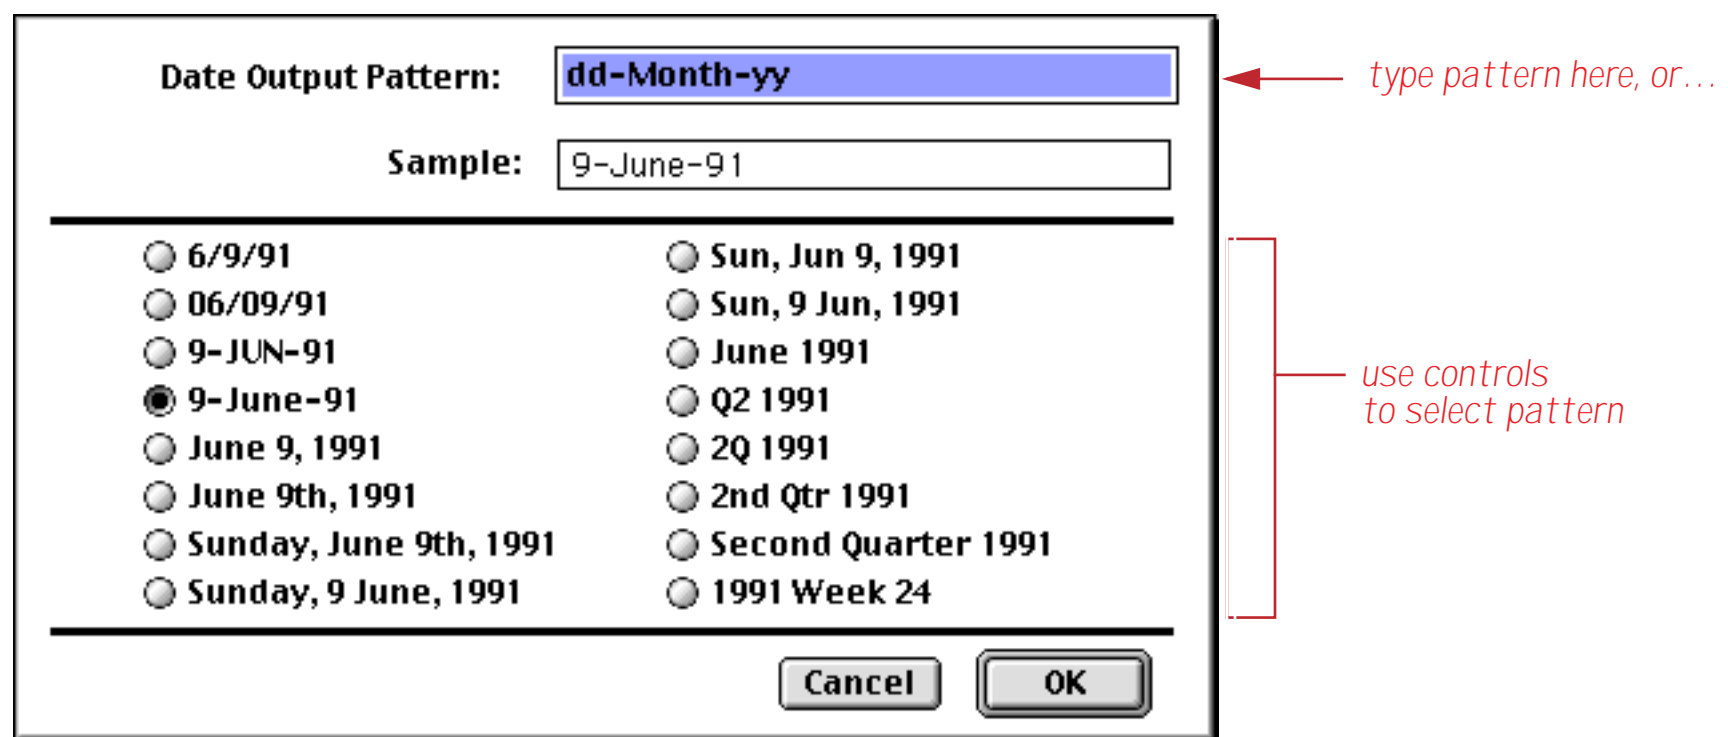 Date Output Pattern: dd-Month-yy
type pattern here, or...
Sample: 9-June-91
6/9/91
06/09/91
9-JUN-91
9-June-91
June 9, 1991
June 9th, 1991
Sunday, June 9th, 1991
Sunday, 9 June, 1991
Sun, Jun 9, 1991
Sun, 9 Jun, 1991
June 1991
Q2 1991
2Q 1991
2nd Qtr 1991
Second Quarter 1991
1991 Week 24
use controls
to select pattern
Cancel OK